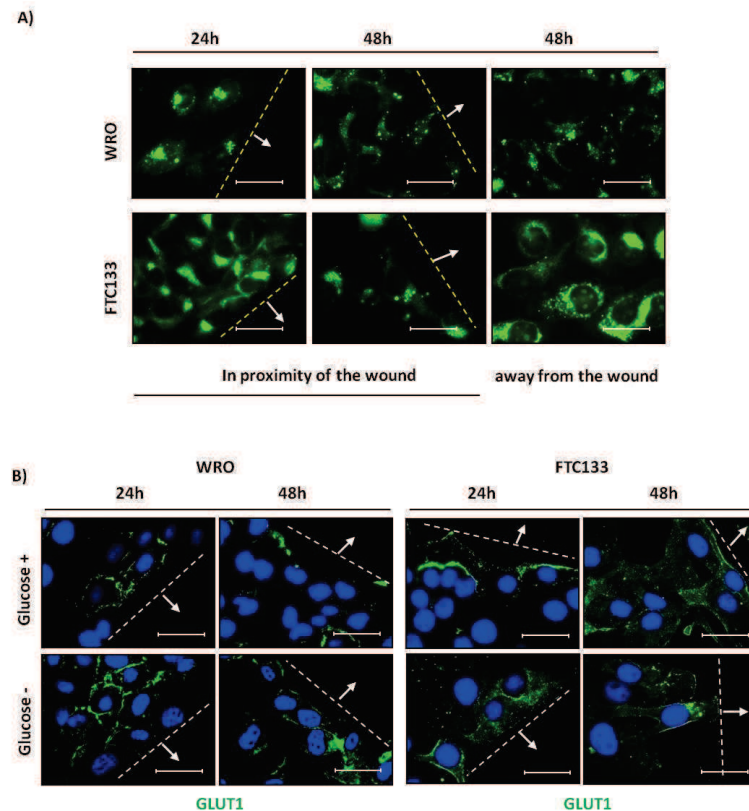 A)
24h 48h 48h
WRO
FTC133
In proximity of the wound away from the wound
B)
WRO FTC133
24h 48h 24h 48h
Glucose +
Glucose -
GLUT1 GLUT1